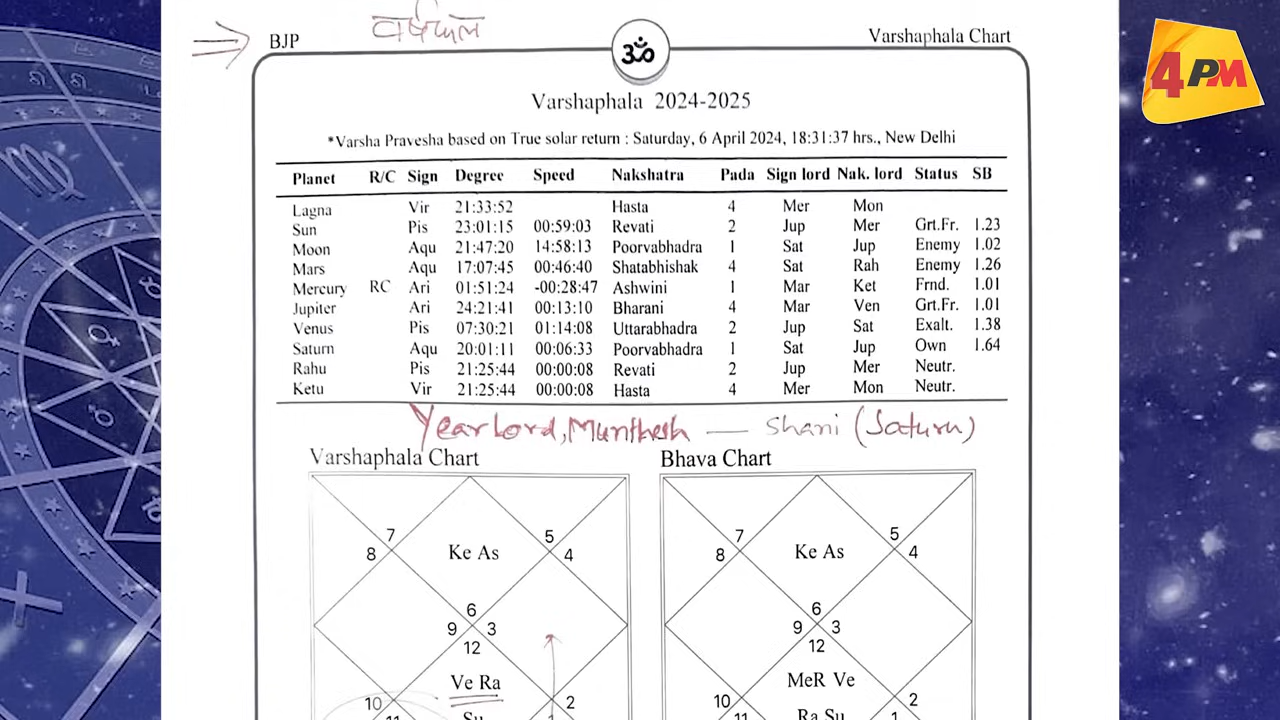 वर्षफल
BJP
Varshaphala Chart
ॐ
4PM
Varshaphala 2024-2025
*Varsha Pravesha based on True solar return : Saturday, 6 April 2024, 18:31:37 hrs., New Delhi
Planet R/C Sign Degree Speed Nakshatra Pada Sign lord Nak. lord Status SB
Lagna Vir 21:33:52 Hasta 4 Mer Mon
Sun Pis 23:01:15 00:59:03 Revati 2 Jup Mer Grt.Fr. 1.23
Moon Aqu 21:47:20 14:58:13 Poorvabhadra 1 Sat Jup Enemy 1.02
Mars Aqu 17:07:45 00:46:40 Shatabhishak 4 Sat Rah Enemy 1.26
Mercury RC Ari 01:51:24 -00:28:47 Ashwini 1 Mar Ket Frnd. 1.01
Jupiter Ari 24:21:41 00:13:10 Bharani 4 Mar Ven Grt.Fr. 1.01
Venus Pis 07:30:21 01:14:08 Uttarabhadra 2 Jup Sat Exalt. 1.38
Saturn Aqu 20:01:11 00:06:33 Poorvabhadra 1 Sat Jup Own 1.64
Rahu Pis 21:25:44 00:00:08 Revati 2 Jup Mer Neutr.
Ketu Vir 21:25:44 00:00:08 Hasta 4 Mer Mon Neutr.
Year Lord, Munthesh — Shani (Saturn)
Varshaphala Chart
7 5
8 Ke As 4
6
9 3
12
Ve Ra
10 2
11 1
Su
Bhava Chart
7 5
8 Ke As 4
6
9 3
12
MeR Ve
10 2
11 1
Ra Su